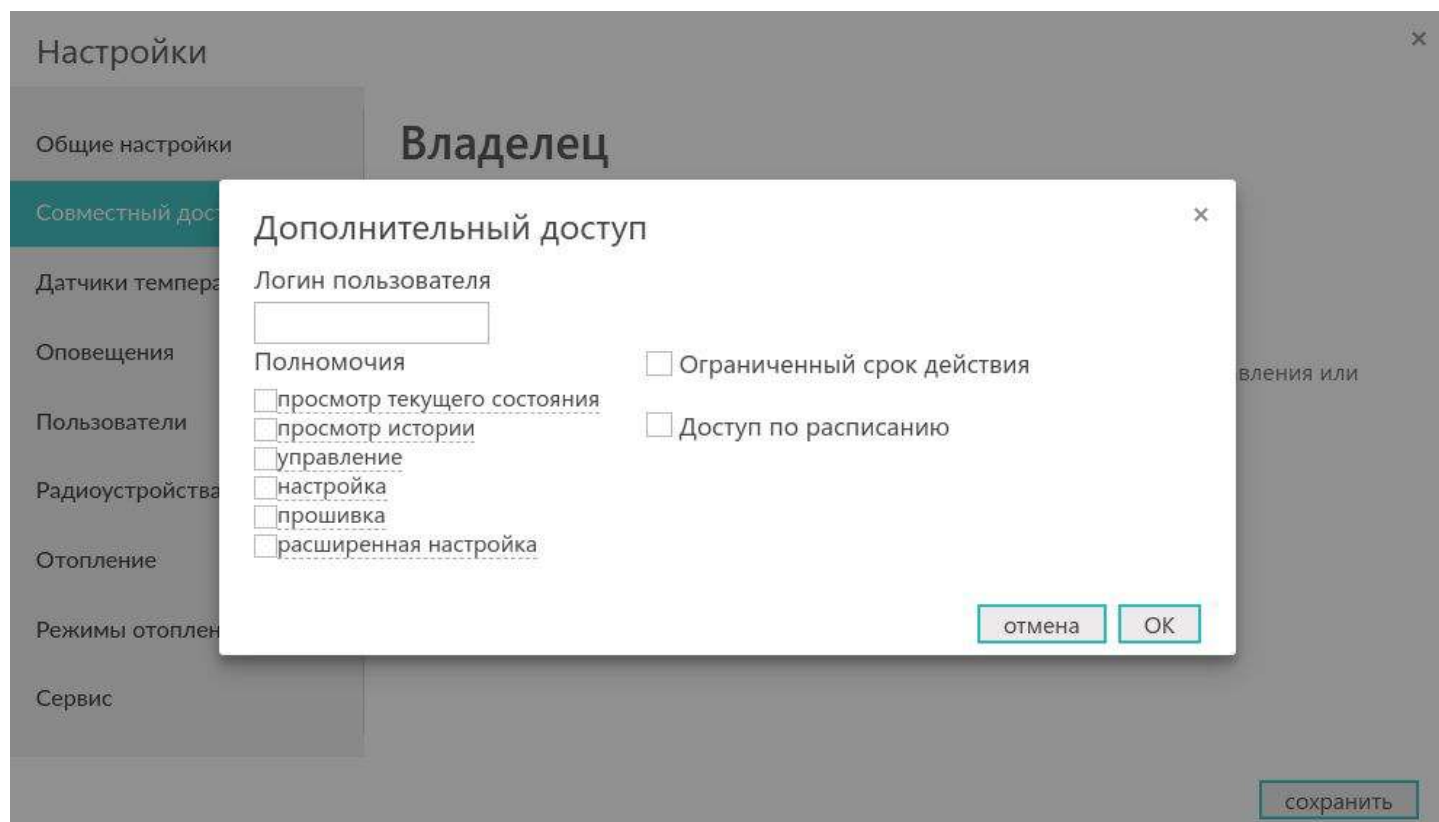 Настройки
×
Общие настройки
Совместный дос
Датчики темпера
Оповещения
Пользователи
Радиоустройства
Отопление
Режимы отоплен
Сервис
Владелец
вления или
Дополнительный доступ
×
Логин пользователя
Полномочия
просмотр текущего состояния
просмотр истории
управление
настройка
прошивка
расширенная настройка
Ограниченный срок действия
Доступ по расписанию
отмена
ОК
сохранить